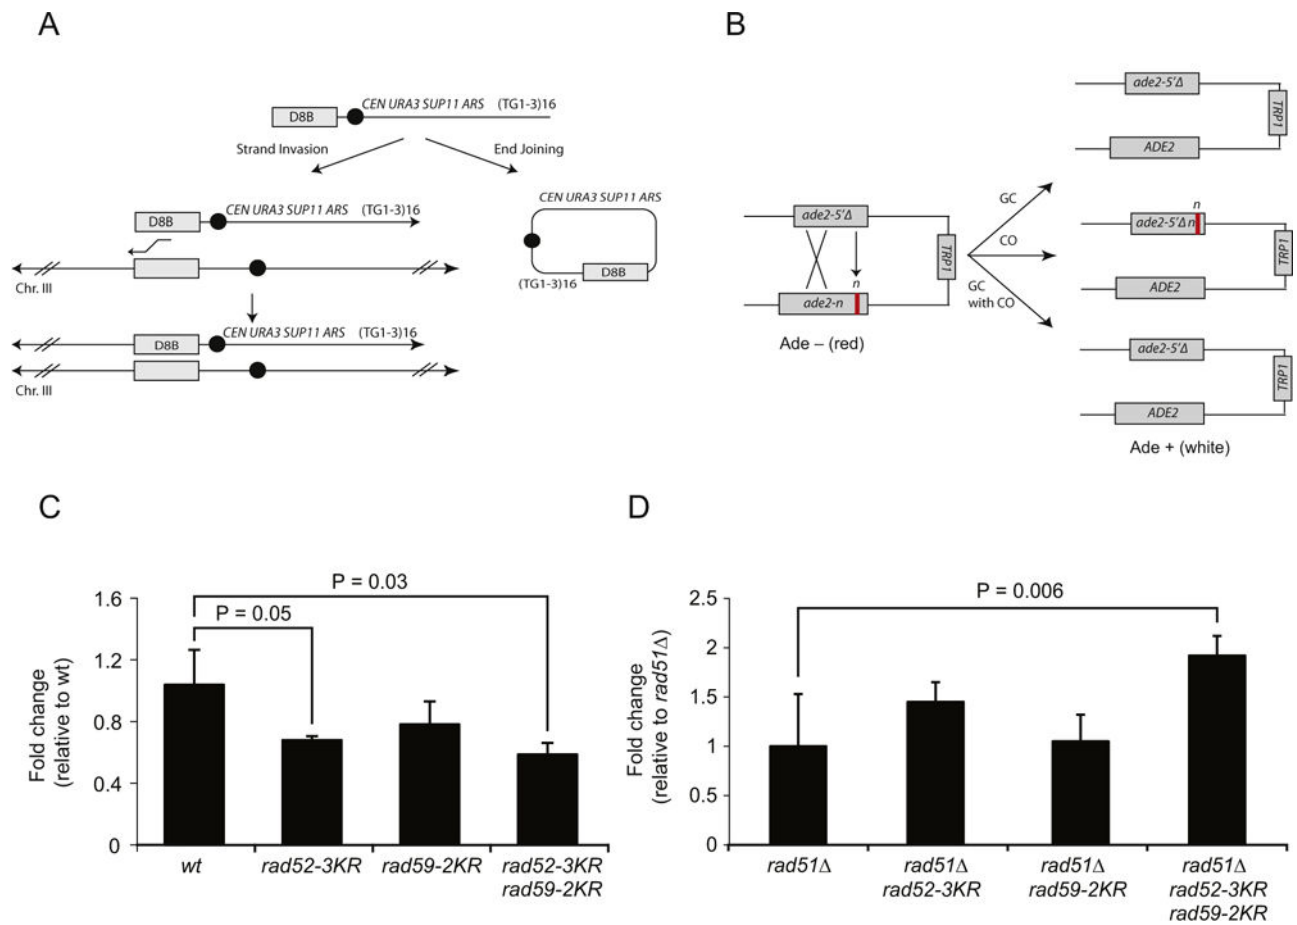 A
CEN URA3 SUP11 ARS (TG1-3)16
D8B
Strand Invasion
End Joining
CEN URA3 SUP11 ARS
CEN URA3 SUP11 ARS (TG1-3)16
D8B
D8B
(TG1-3)16
Chr. III
CEN URA3 SUP11 ARS (TG1-3)16
D8B
Chr. III
B
ade2-5'Δ
TRP1
ADE2
ade2-5'Δ
TRP1
n
ade2-n
Ade – (red)
GC
CO
GC
with CO
n
ade2-5'Δ n
TRP1
ADE2
ade2-5'Δ
TRP1
ADE2
Ade + (white)
C
P = 0.03
P = 0.05
Fold change
(relative to wt)
1.6
1.2
0.8
0.4
0
wt
rad52-3KR
rad59-2KR
rad52-3KR
rad59-2KR
D
P = 0.006
Fold change
(relative to rad51Δ)
2.5
2
1.5
1
0.5
0
rad51Δ
rad51Δ
rad52-3KR
rad51Δ
rad59-2KR
rad51Δ
rad52-3KR
rad59-2KR